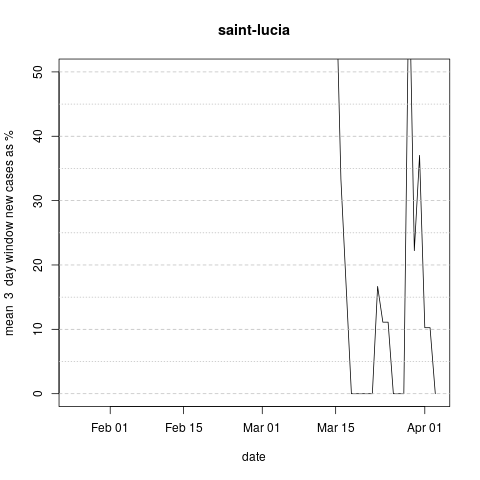 saint-lucia
mean  3  day window new cases as %
50
40
30
20
10
0
Feb 01
Feb 15
Mar 01
Mar 15
Apr 01
date